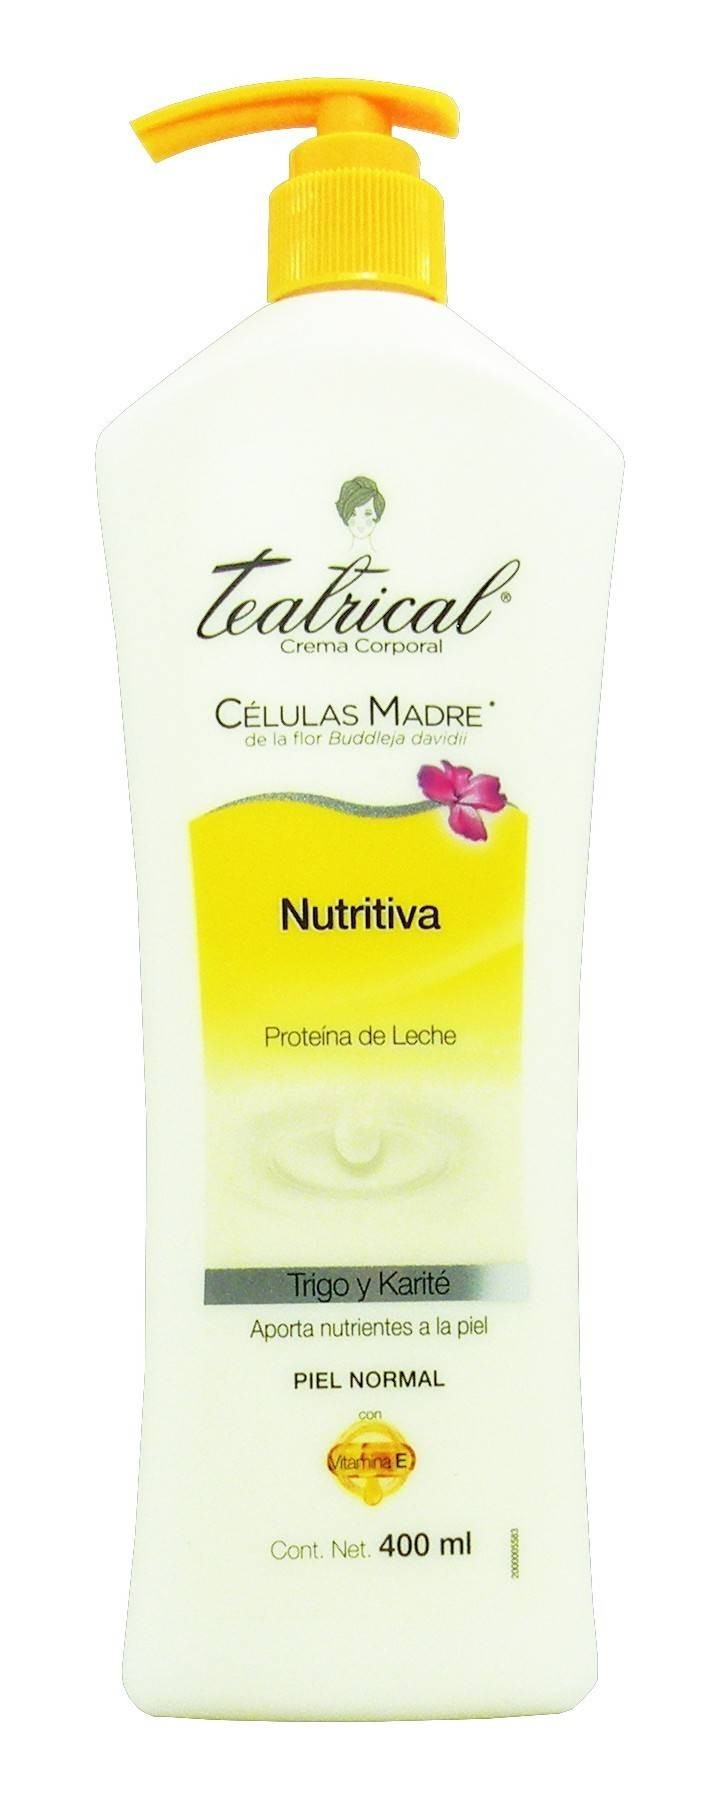 Teatrical®
Crema Corporal
CÉLULAS MADRE*
de la flor Buddleja davidii
Nutritiva
Proteína de Leche
Trigo y Karité
Aporta nutrientes a la piel
PIEL NORMAL
con
Vitamina E
Cont. Net. 400 ml
2000005583